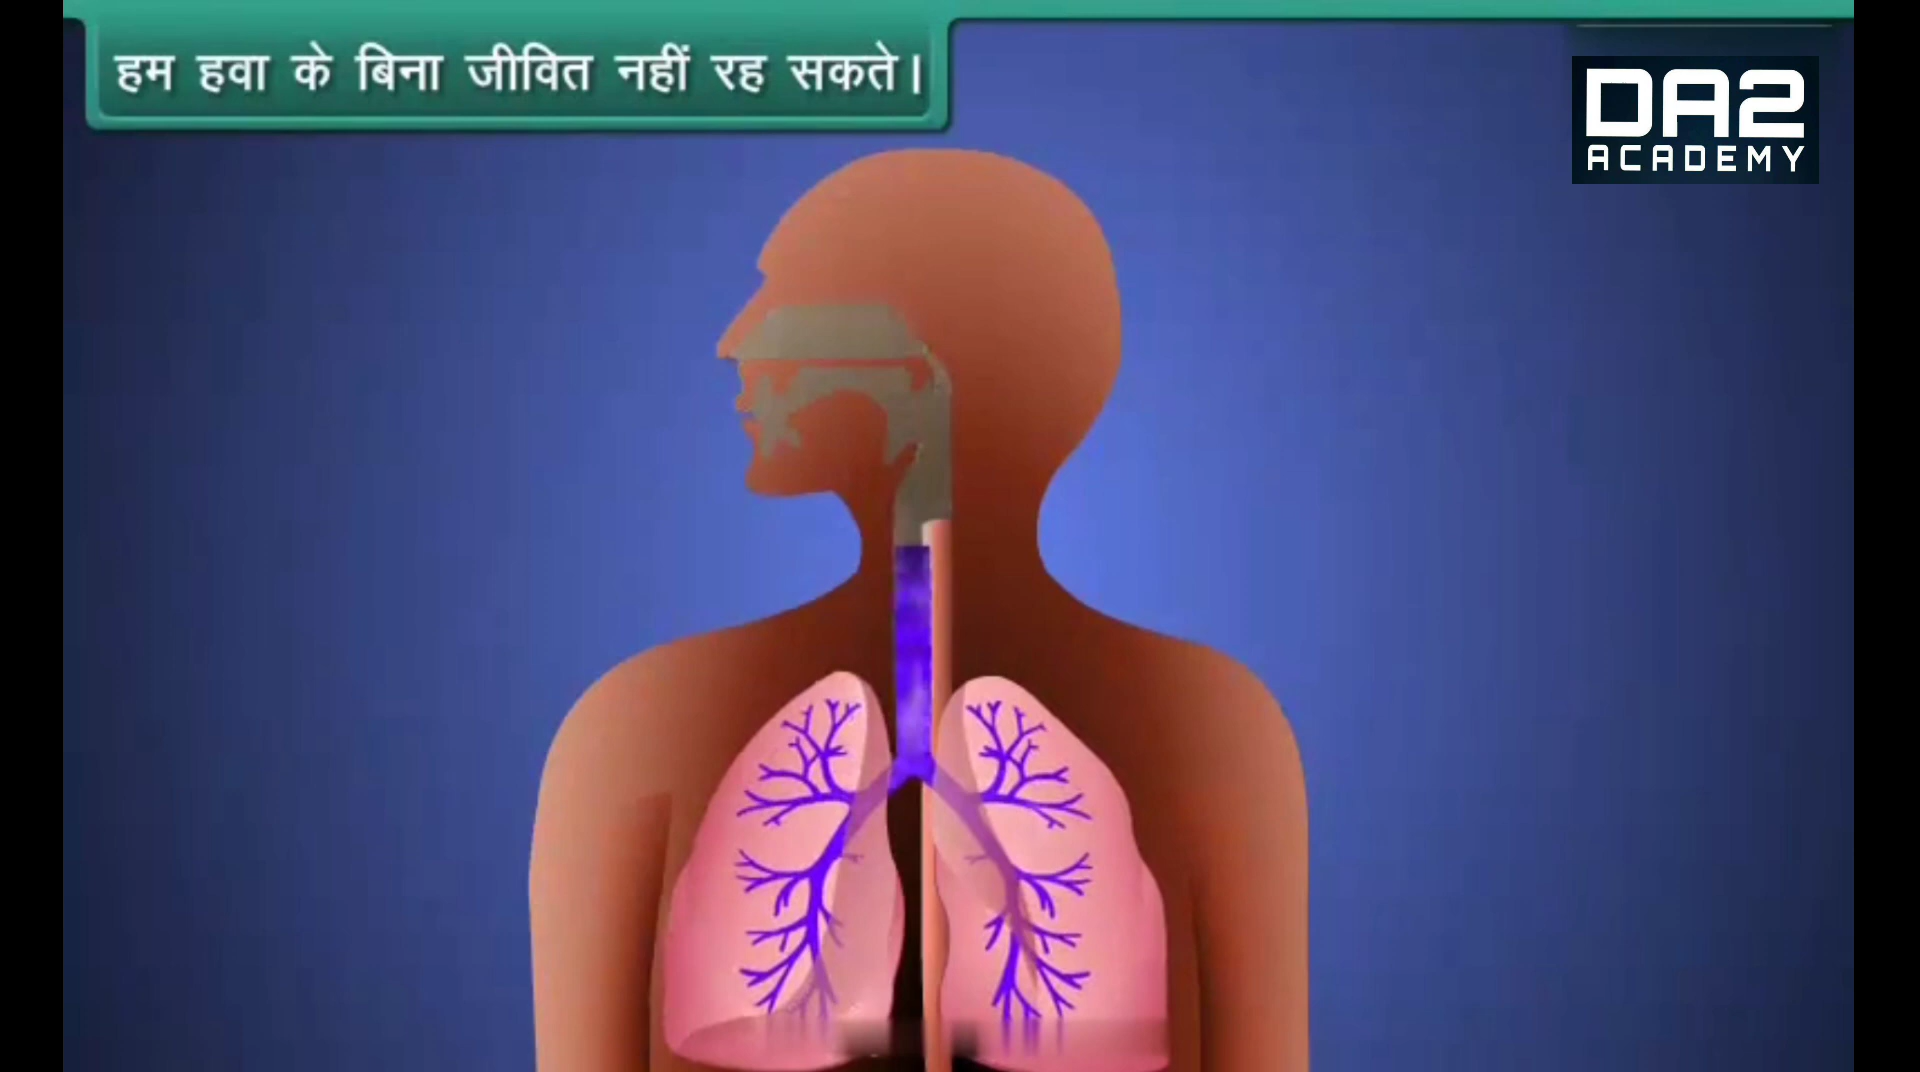 हम हवा के बिना जीवित नहीं रह सकते।
DA2
ACADEMY